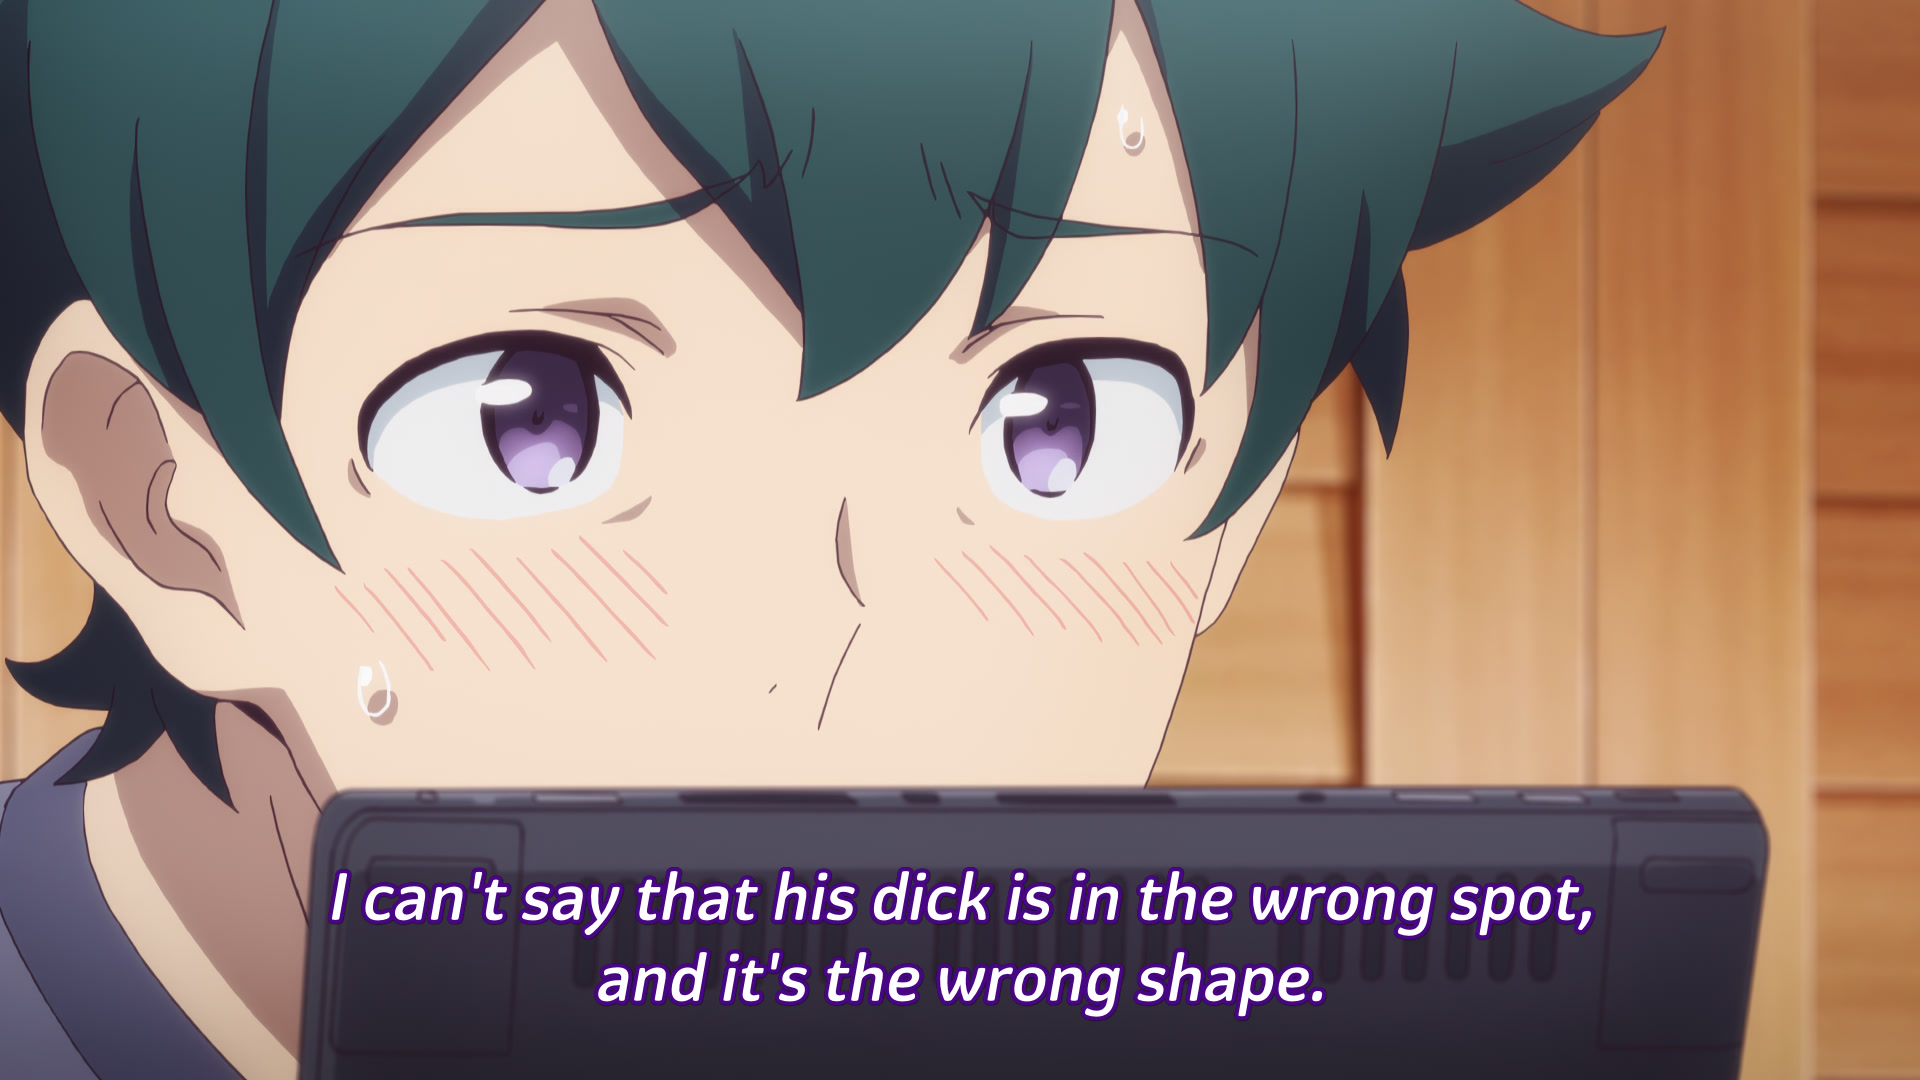 I can't say that his dick is in the wrong spot,
and it's the wrong shape.